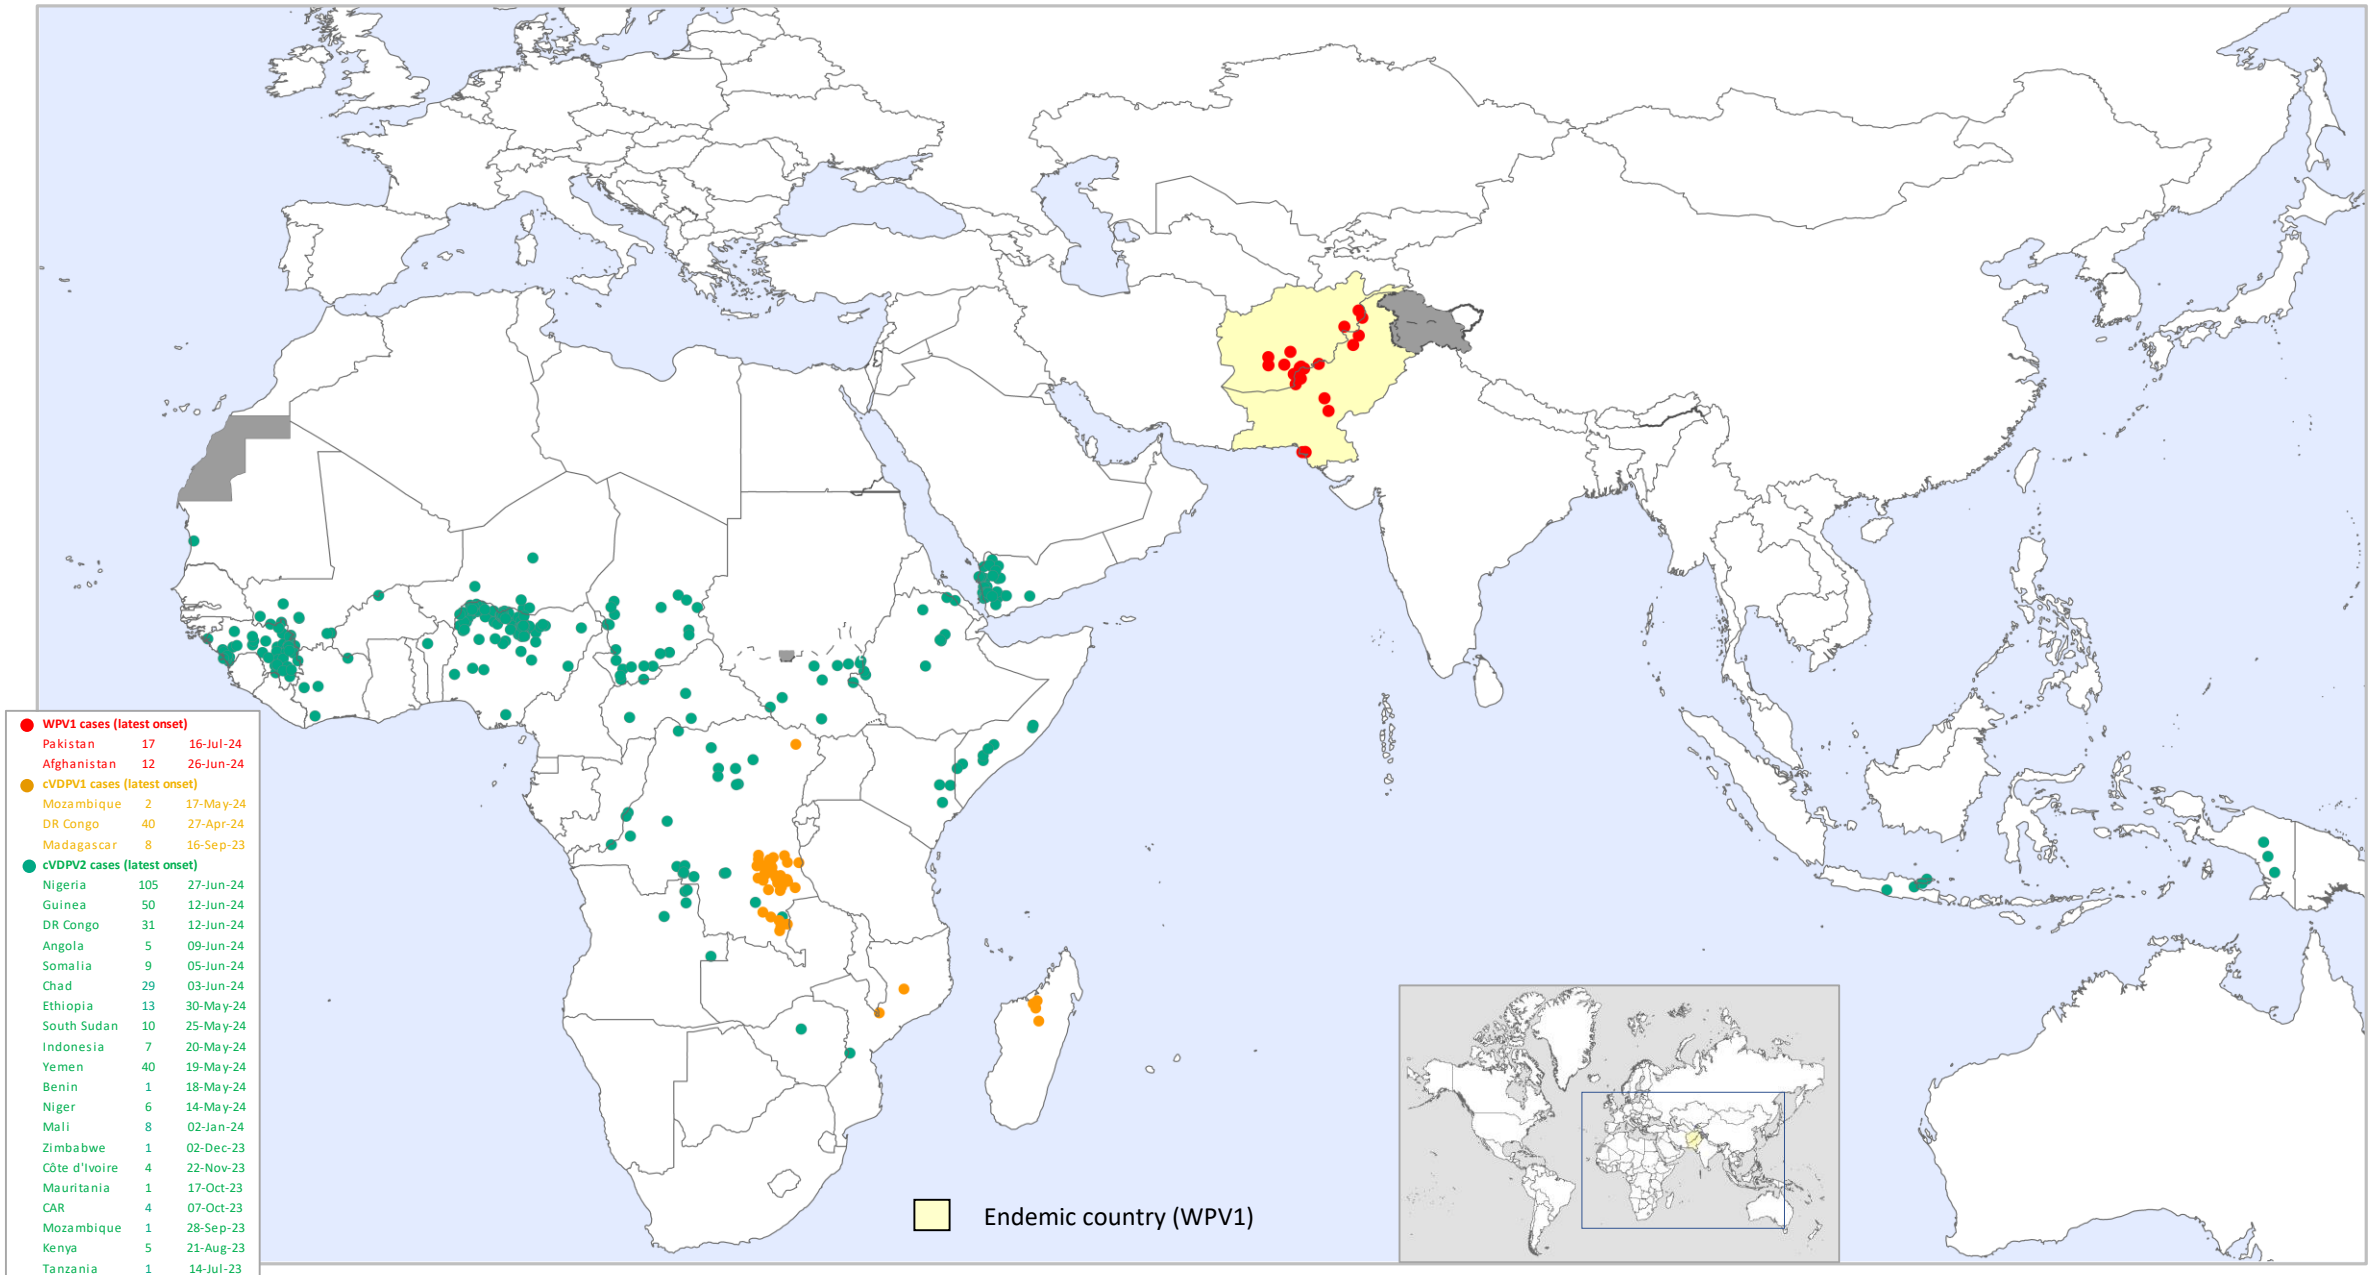 WPV1 cases (latest onset)
Pakistan 17 16-Jul-24
Afghanistan 12 26-Jun-24
cVDPV1 cases (latest onset)
Mozambique 2 17-May-24
DR Congo 40 27-Apr-24
Madagascar 8 16-Sep-23
cVDPV2 cases (latest onset)
Nigeria 105 27-Jun-24
Guinea 50 12-Jun-24
DR Congo 31 12-Jun-24
Angola 5 09-Jun-24
Somalia 9 05-Jun-24
Chad 29 03-Jun-24
Ethiopia 13 30-May-24
South Sudan 10 25-May-24
Indonesia 7 20-May-24
Yemen 40 19-May-24
Benin 1 18-May-24
Niger 6 14-May-24
Mali 8 02-Jan-24
Zimbabwe 1 02-Dec-23
Côte d'Ivoire 4 22-Nov-23
Mauritania 1 17-Oct-23
CAR 4 07-Oct-23
Mozambique 1 28-Sep-23
Kenya 5 21-Aug-23
Tanzania 1 14-Jul-23
Endemic country (WPV1)